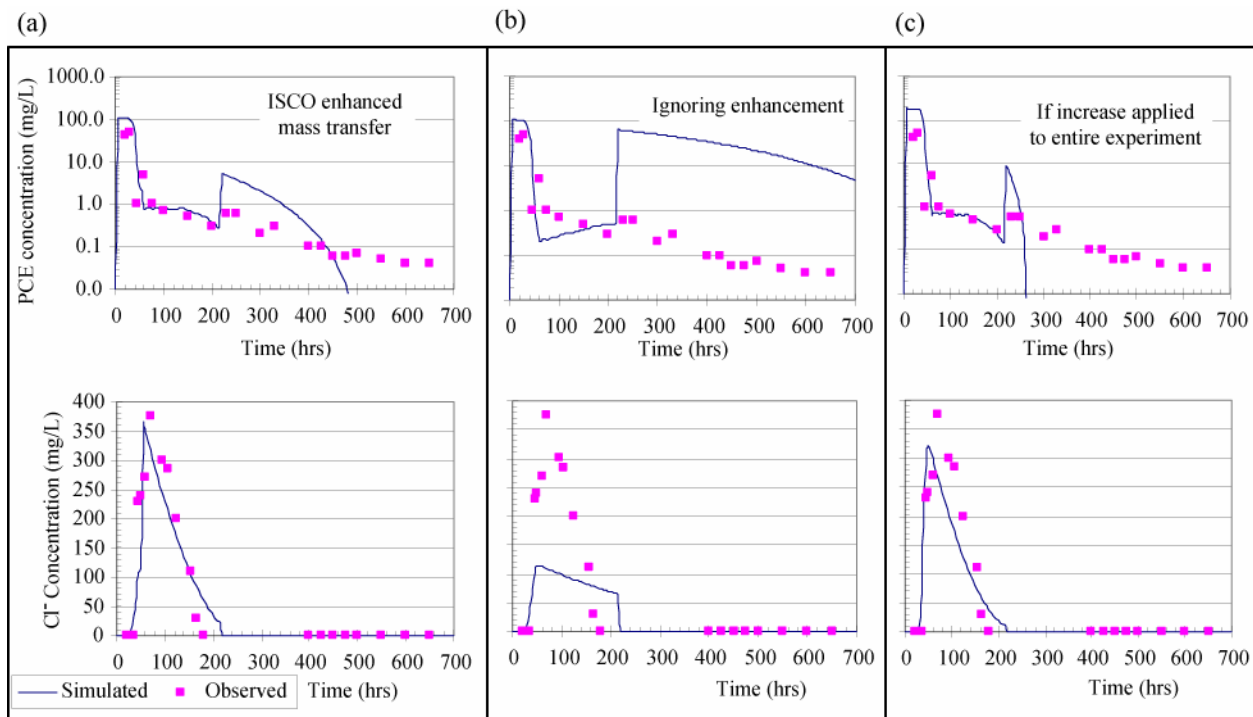 (a)
(b)
(c)
PCE concentration (mg/L)
1000.0
100.0
10.0
1.0
0.1
0.0
ISCO enhanced
mass transfer
0 100 200 300 400 500 600 700
Time (hrs)
Ignoring enhancement
0 100 200 300 400 500 600 700
Time (hrs)
If increase applied
to entire experiment
0 100 200 300 400 500 600 700
Time (hrs)
Cl⁻ Concentration (mg/L)
400
350
300
250
200
150
100
50
0
0 100 200 300 400 500 600 700
Time (hrs)
Simulated
Observed
0 100 200 300 400 500 600 700
Time (hrs)
0 100 200 300 400 500 600 700
Time (hrs)